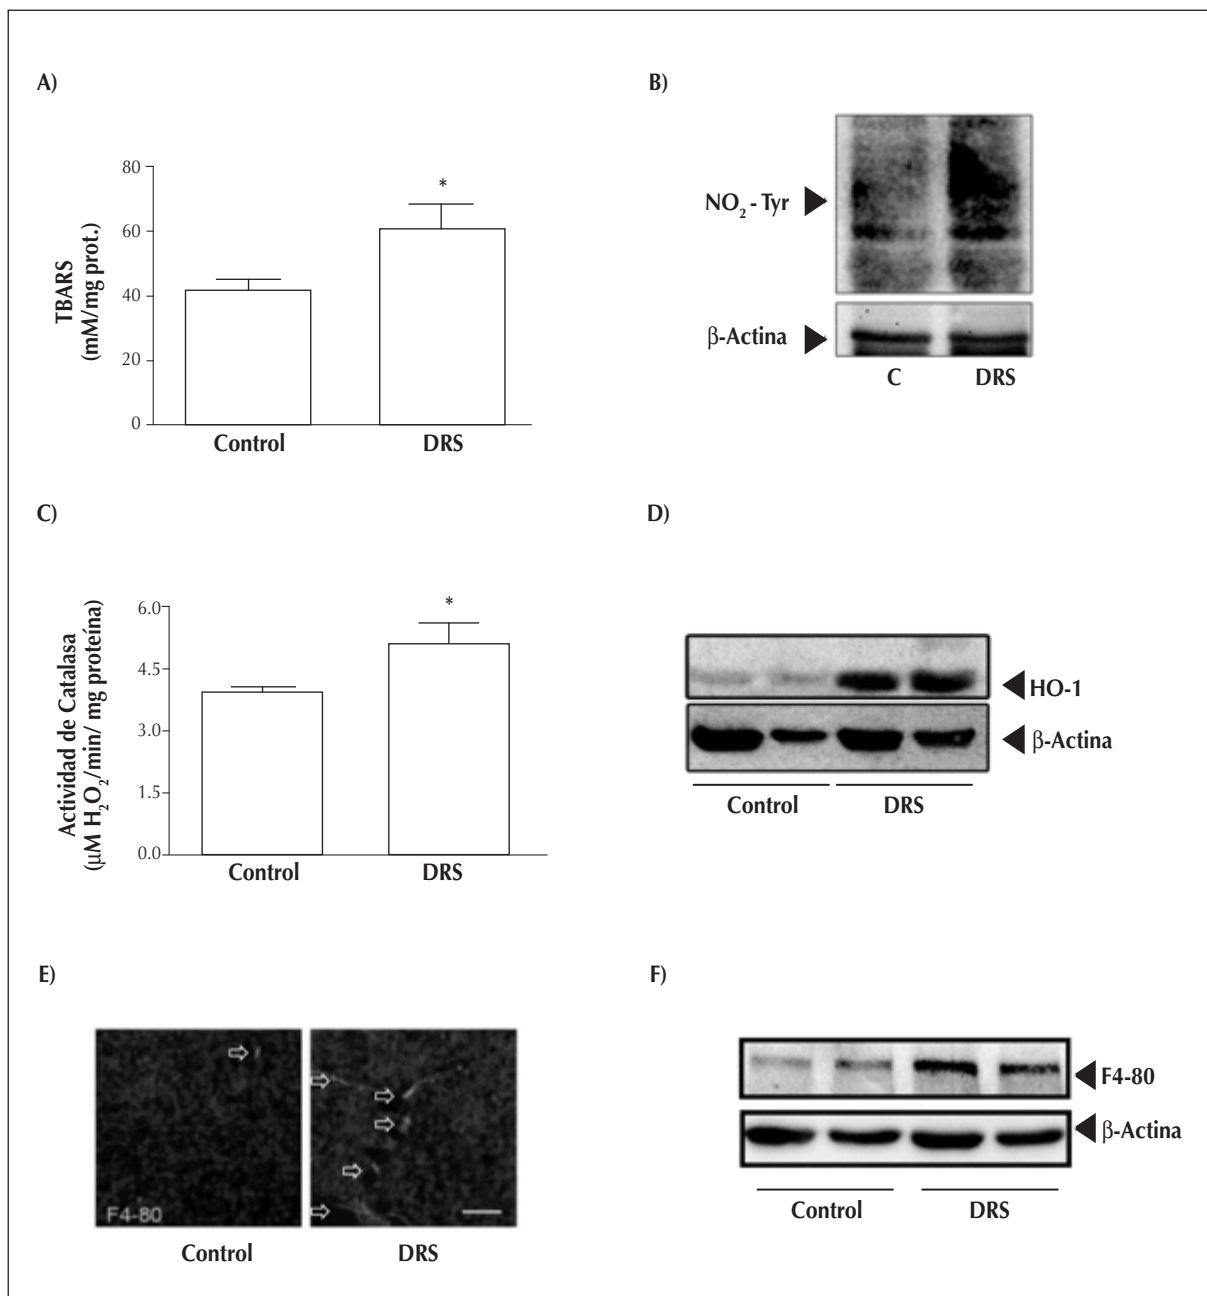 A)
80
60
40
20
0
*
TBARS
(mM/mg prot.)
Control
DRS
B)
NO₂ - Tyr
β-Actina
C
DRS
C)
6.0
4.5
3.0
1.5
0.0
*
Actividad de Catalasa
(μM H₂O₂/min/ mg proteína)
Control
DRS
D)
HO-1
β-Actina
Control
DRS
E)
F4-80
Control
DRS
F)
F4-80
β-Actina
Control
DRS